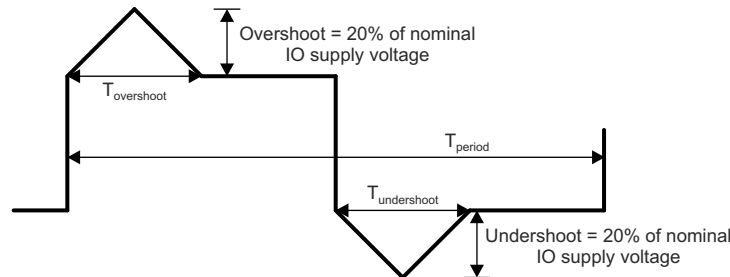 Overshoot = 20% of nominal
IO supply voltage
Tovershoot
Tperiod
Tundershoot
Undershoot = 20% of nominal
IO supply voltage